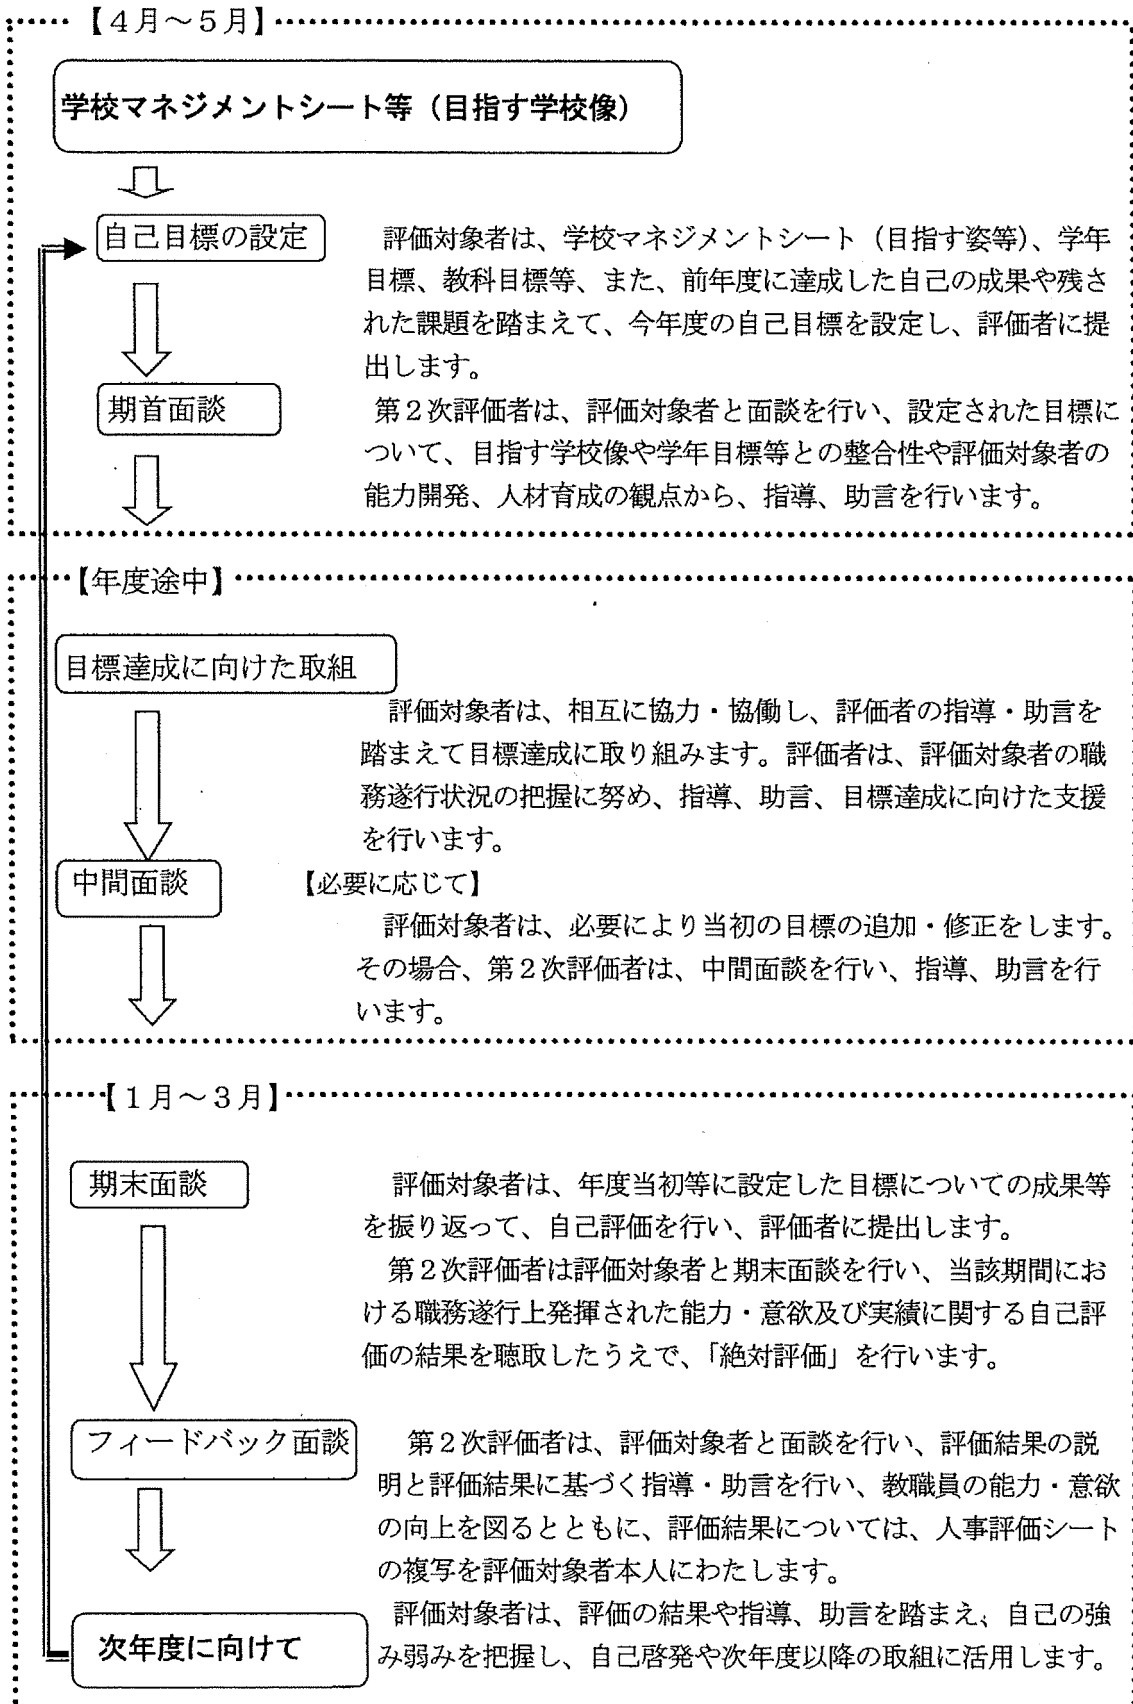 【４月～５月】
学校マネジメントシート等（目指す学校像）
自己目標の設定
評価対象者は、学校マネジメントシート（目指す姿等）、学年
目標、教科目標等、また、前年度に達成した自己の成果や残さ
れた課題を踏まえて、今年度の自己目標を設定し、評価者に提
出します。
期首面談
第２次評価者は、評価対象者と面談を行い、設定された目標に
ついて、目指す学校像や学年目標等との整合性や評価対象者の
能力開発、人材育成の観点から、指導、助言を行います。
【年度途中】
目標達成に向けた取組
評価対象者は、相互に協力・協働し、評価者の指導・助言を
踏まえて目標達成に取り組みます。評価者は、評価対象者の職
務遂行状況の把握に努め、指導、助言、目標達成に向けた支援
を行います。
中間面談
【必要に応じて】
評価対象者は、必要により当初の目標の追加・修正をします。
その場合、第２次評価者は、中間面談を行い、指導、助言を行
います。
【１月～３月】
期末面談
評価対象者は、年度当初等に設定した目標についての成果等
を振り返って、自己評価を行い、評価者に提出します。
第２次評価者は評価対象者と期末面談を行い、当該期間にお
ける職務遂行上発揮された能力・意欲及び実績に関する自己評
価の結果を聴取したうえで、「絶対評価」を行います。
フィードバック面談
第２次評価者は、評価対象者と面談を行い、評価結果の説
明と評価結果に基づく指導・助言を行い、教職員の能力・意欲
の向上を図るとともに、評価結果については、人事評価シート
の複写を評価対象者本人にわたします。
次年度に向けて
評価対象者は、評価の結果や指導、助言を踏まえ、自己の強
み弱みを把握し、自己啓発や次年度以降の取組に活用します。